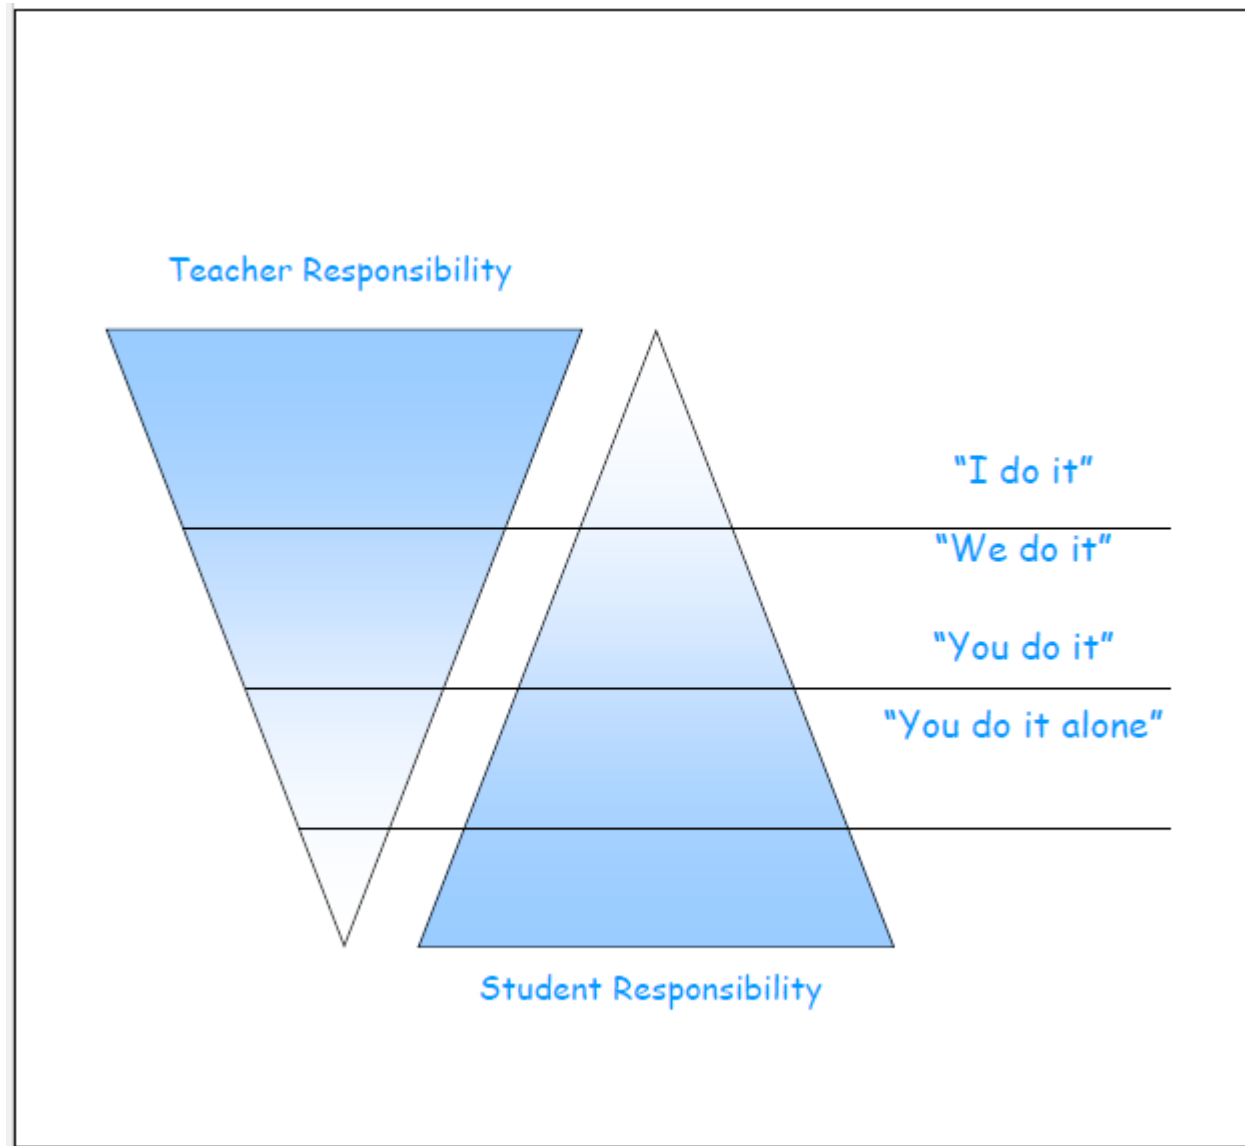 Teacher Responsibility
“I do it”
“We do it”
“You do it”
“You do it alone”
Student Responsibility